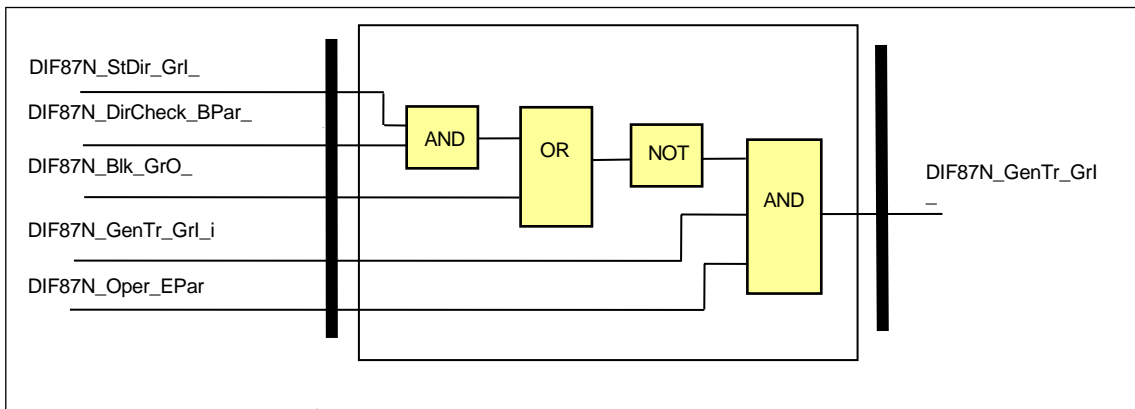 DIF87N_StDir_GrI_
DIF87N_DirCheck_BPar_
DIF87N_Blk_GrO_
DIF87N_GenTr_GrI_i
DIF87N_Oper_EPar
AND
OR
NOT
AND
DIF87N_GenTr_GrI
_